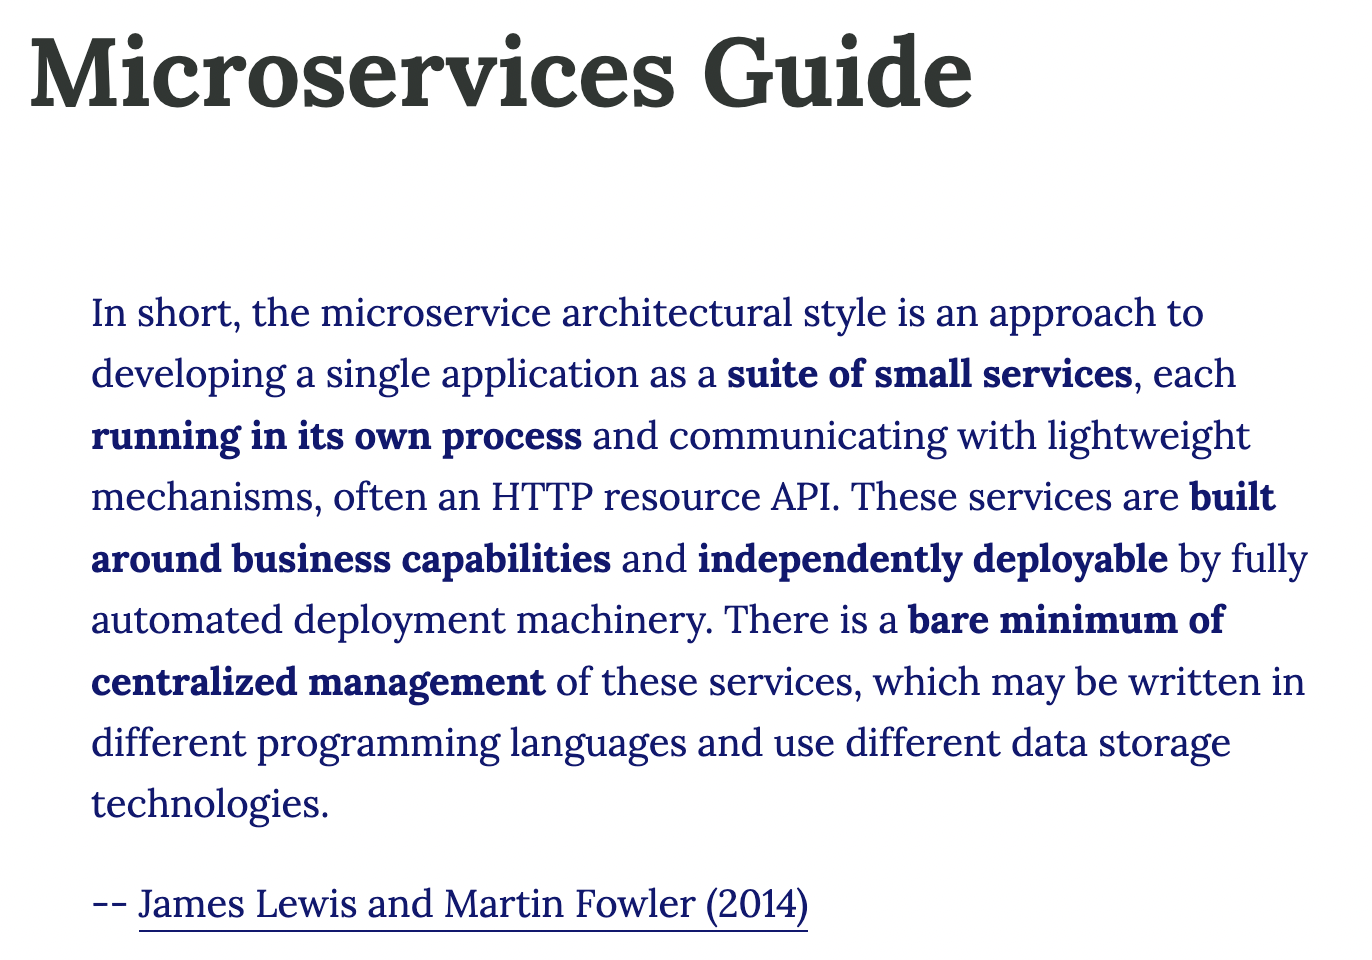 Microservices Guide
In short, the microservice architectural style is an approach to
developing a single application as a suite of small services, each
running in its own process and communicating with lightweight
mechanisms, often an HTTP resource API. These services are built
around business capabilities and independently deployable by fully
automated deployment machinery. There is a bare minimum of
centralized management of these services, which may be written in
different programming languages and use different data storage
technologies.
-- James Lewis and Martin Fowler (2014)